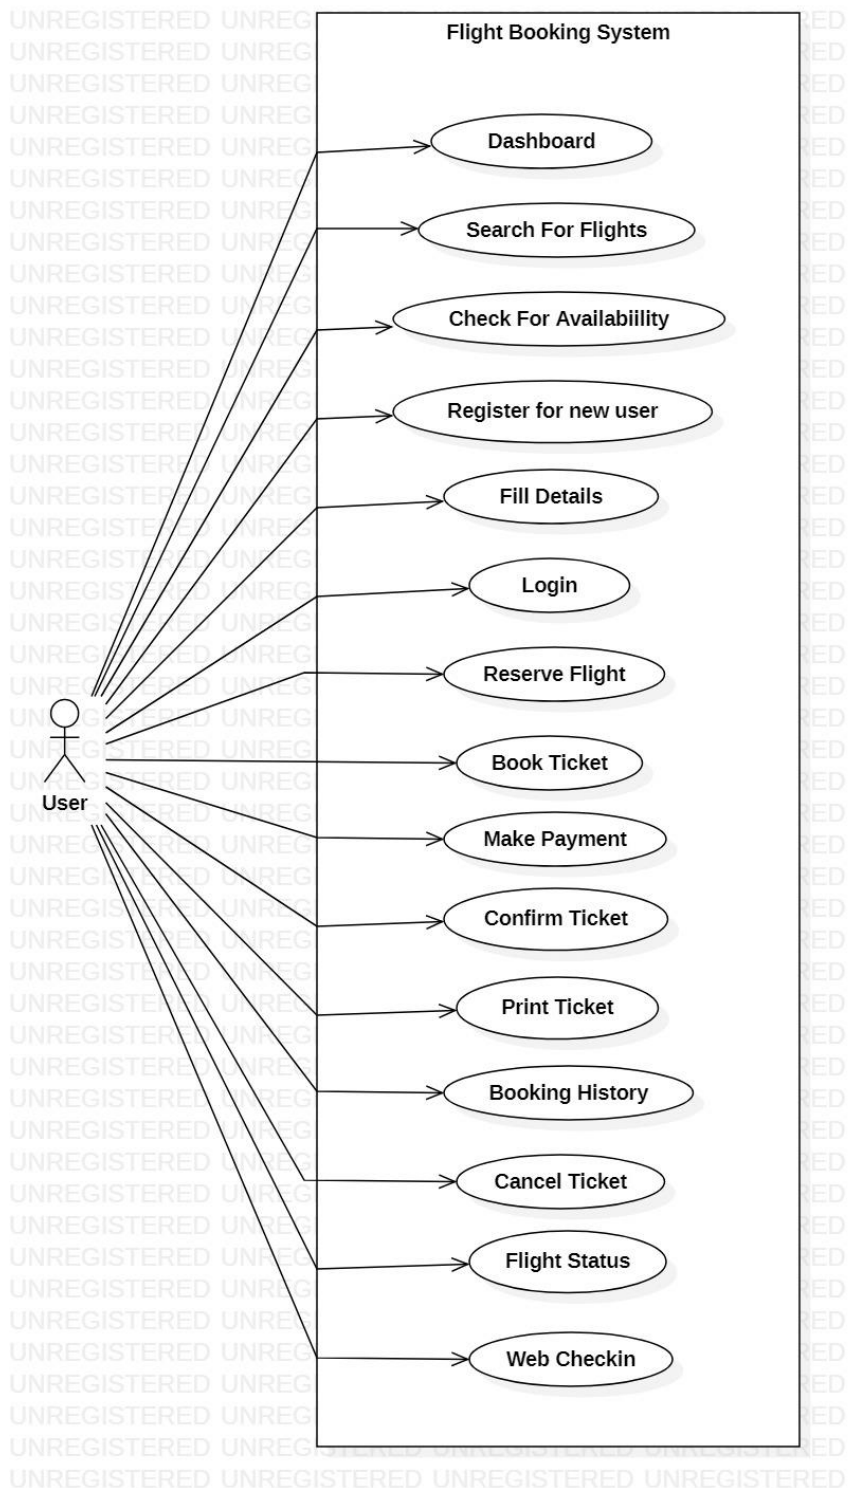 Flight Booking System
Dashboard
Search For Flights
Check For Availabiility
Register for new user
Fill Details
Login
Reserve Flight
User
Book Ticket
Make Payment
Confirm Ticket
Print Ticket
Booking History
Cancel Ticket
Flight Status
Web Checkin
UNREGISTERED UNREGISTERED UNREGISTERED UNREGISTERED